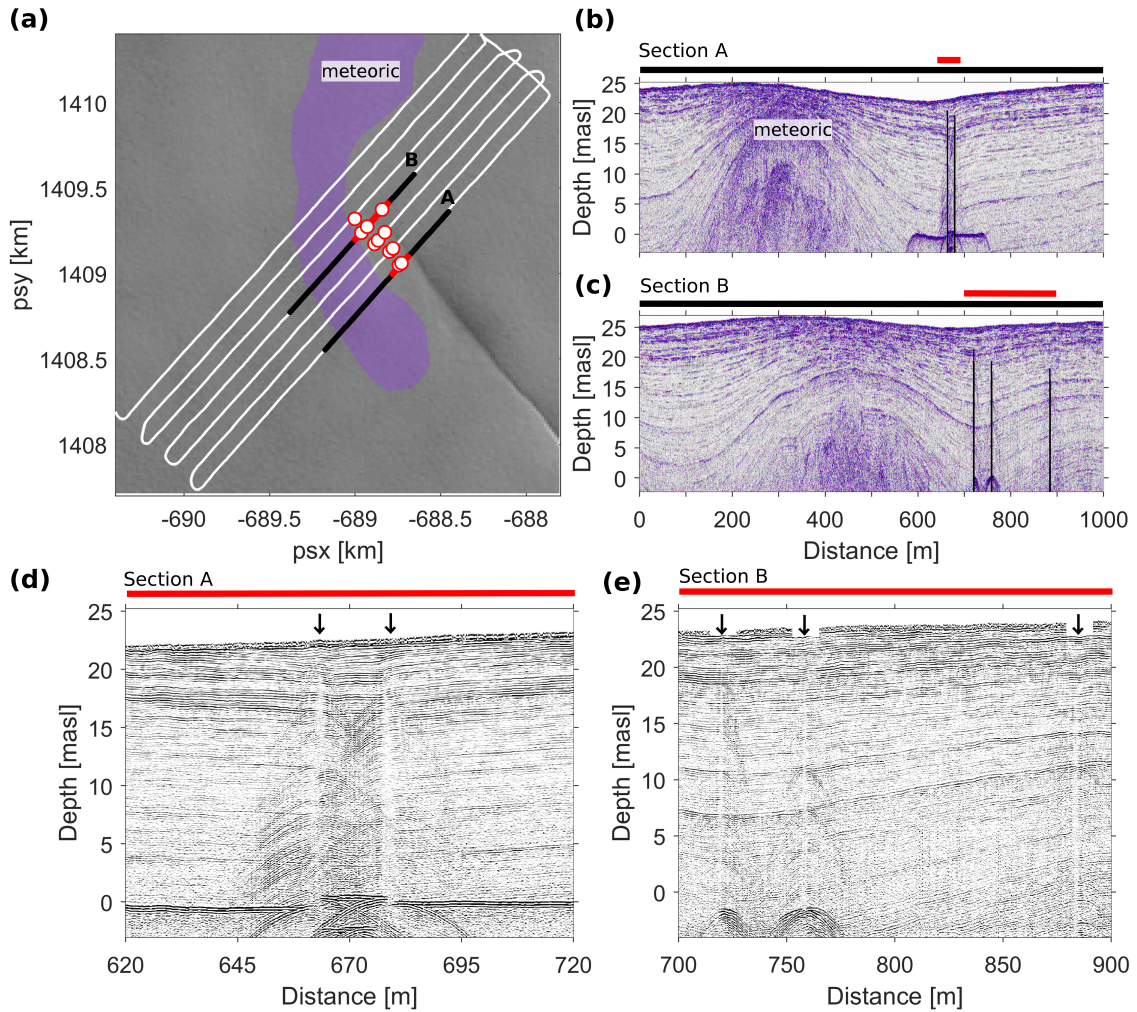 (a)
meteoric
B
A
1410
1409.5
1409
1408.5
1408
psy [km]
-690
-689.5
-689
-688.5
-688
psx [km]
(b)
Section A
meteoric
25
20
15
10
5
0
Depth [masl]
(c)
Section B
25
20
15
10
5
0
Depth [masl]
0
200
400
600
800
1000
Distance [m]
(d)
Section A
25
20
15
10
5
0
Depth [masl]
620
645
670
695
720
Distance [m]
(e)
Section B
25
20
15
10
5
0
Depth [masl]
700
750
800
850
900
Distance [m]